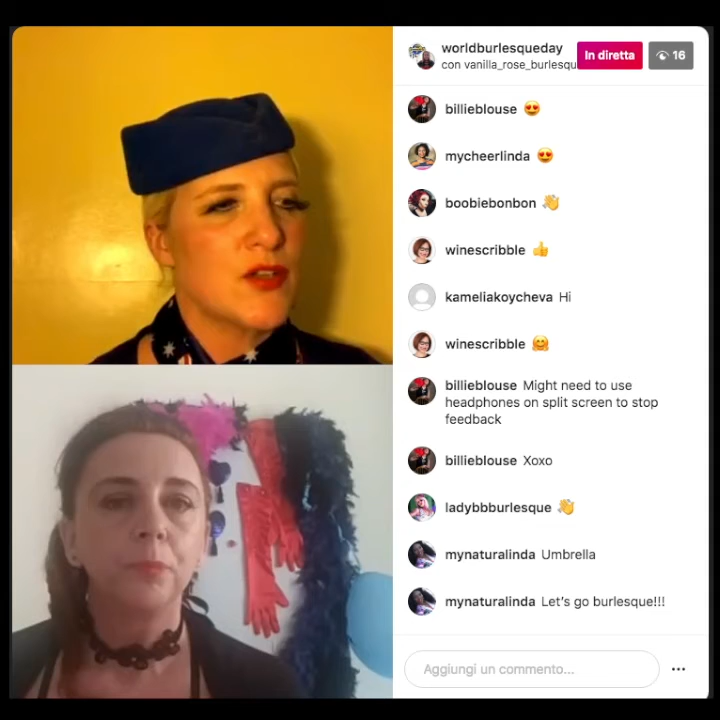 worldburlesqueday
con vanilla_rose_burlesqu
In diretta
16
billieblouse 😍
mycheerlinda 😍
boobiebonbon 👏
winescribble 👍
kameliakoycheva Hi
winescribble 🤗
billieblouse Might need to use
headphones on split screen to stop
feedback
billieblouse Xoxo
ladybbburlesque 👏
mynaturalinda Umbrella
mynaturalinda Let's go burlesque!!!
Aggiungi un commento...